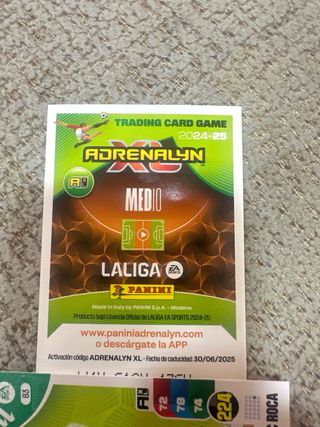 TRADING CARD GAME
2024-25
ADRENALYN
XL
MEDIO
LALIGA
EA SPORTS
PANINI
Made in Italy by PANINI S.p.A. - Modena
Producto bajo Licencia Oficial de LALIGA EA SPORTS 2024-25
www.paniniadrenalyn.com
o descárgate la APP
Activación código ADRENALYN XL - Fecha de caducidad: 30/06/2025
83
72
78
74
224
C ROCA